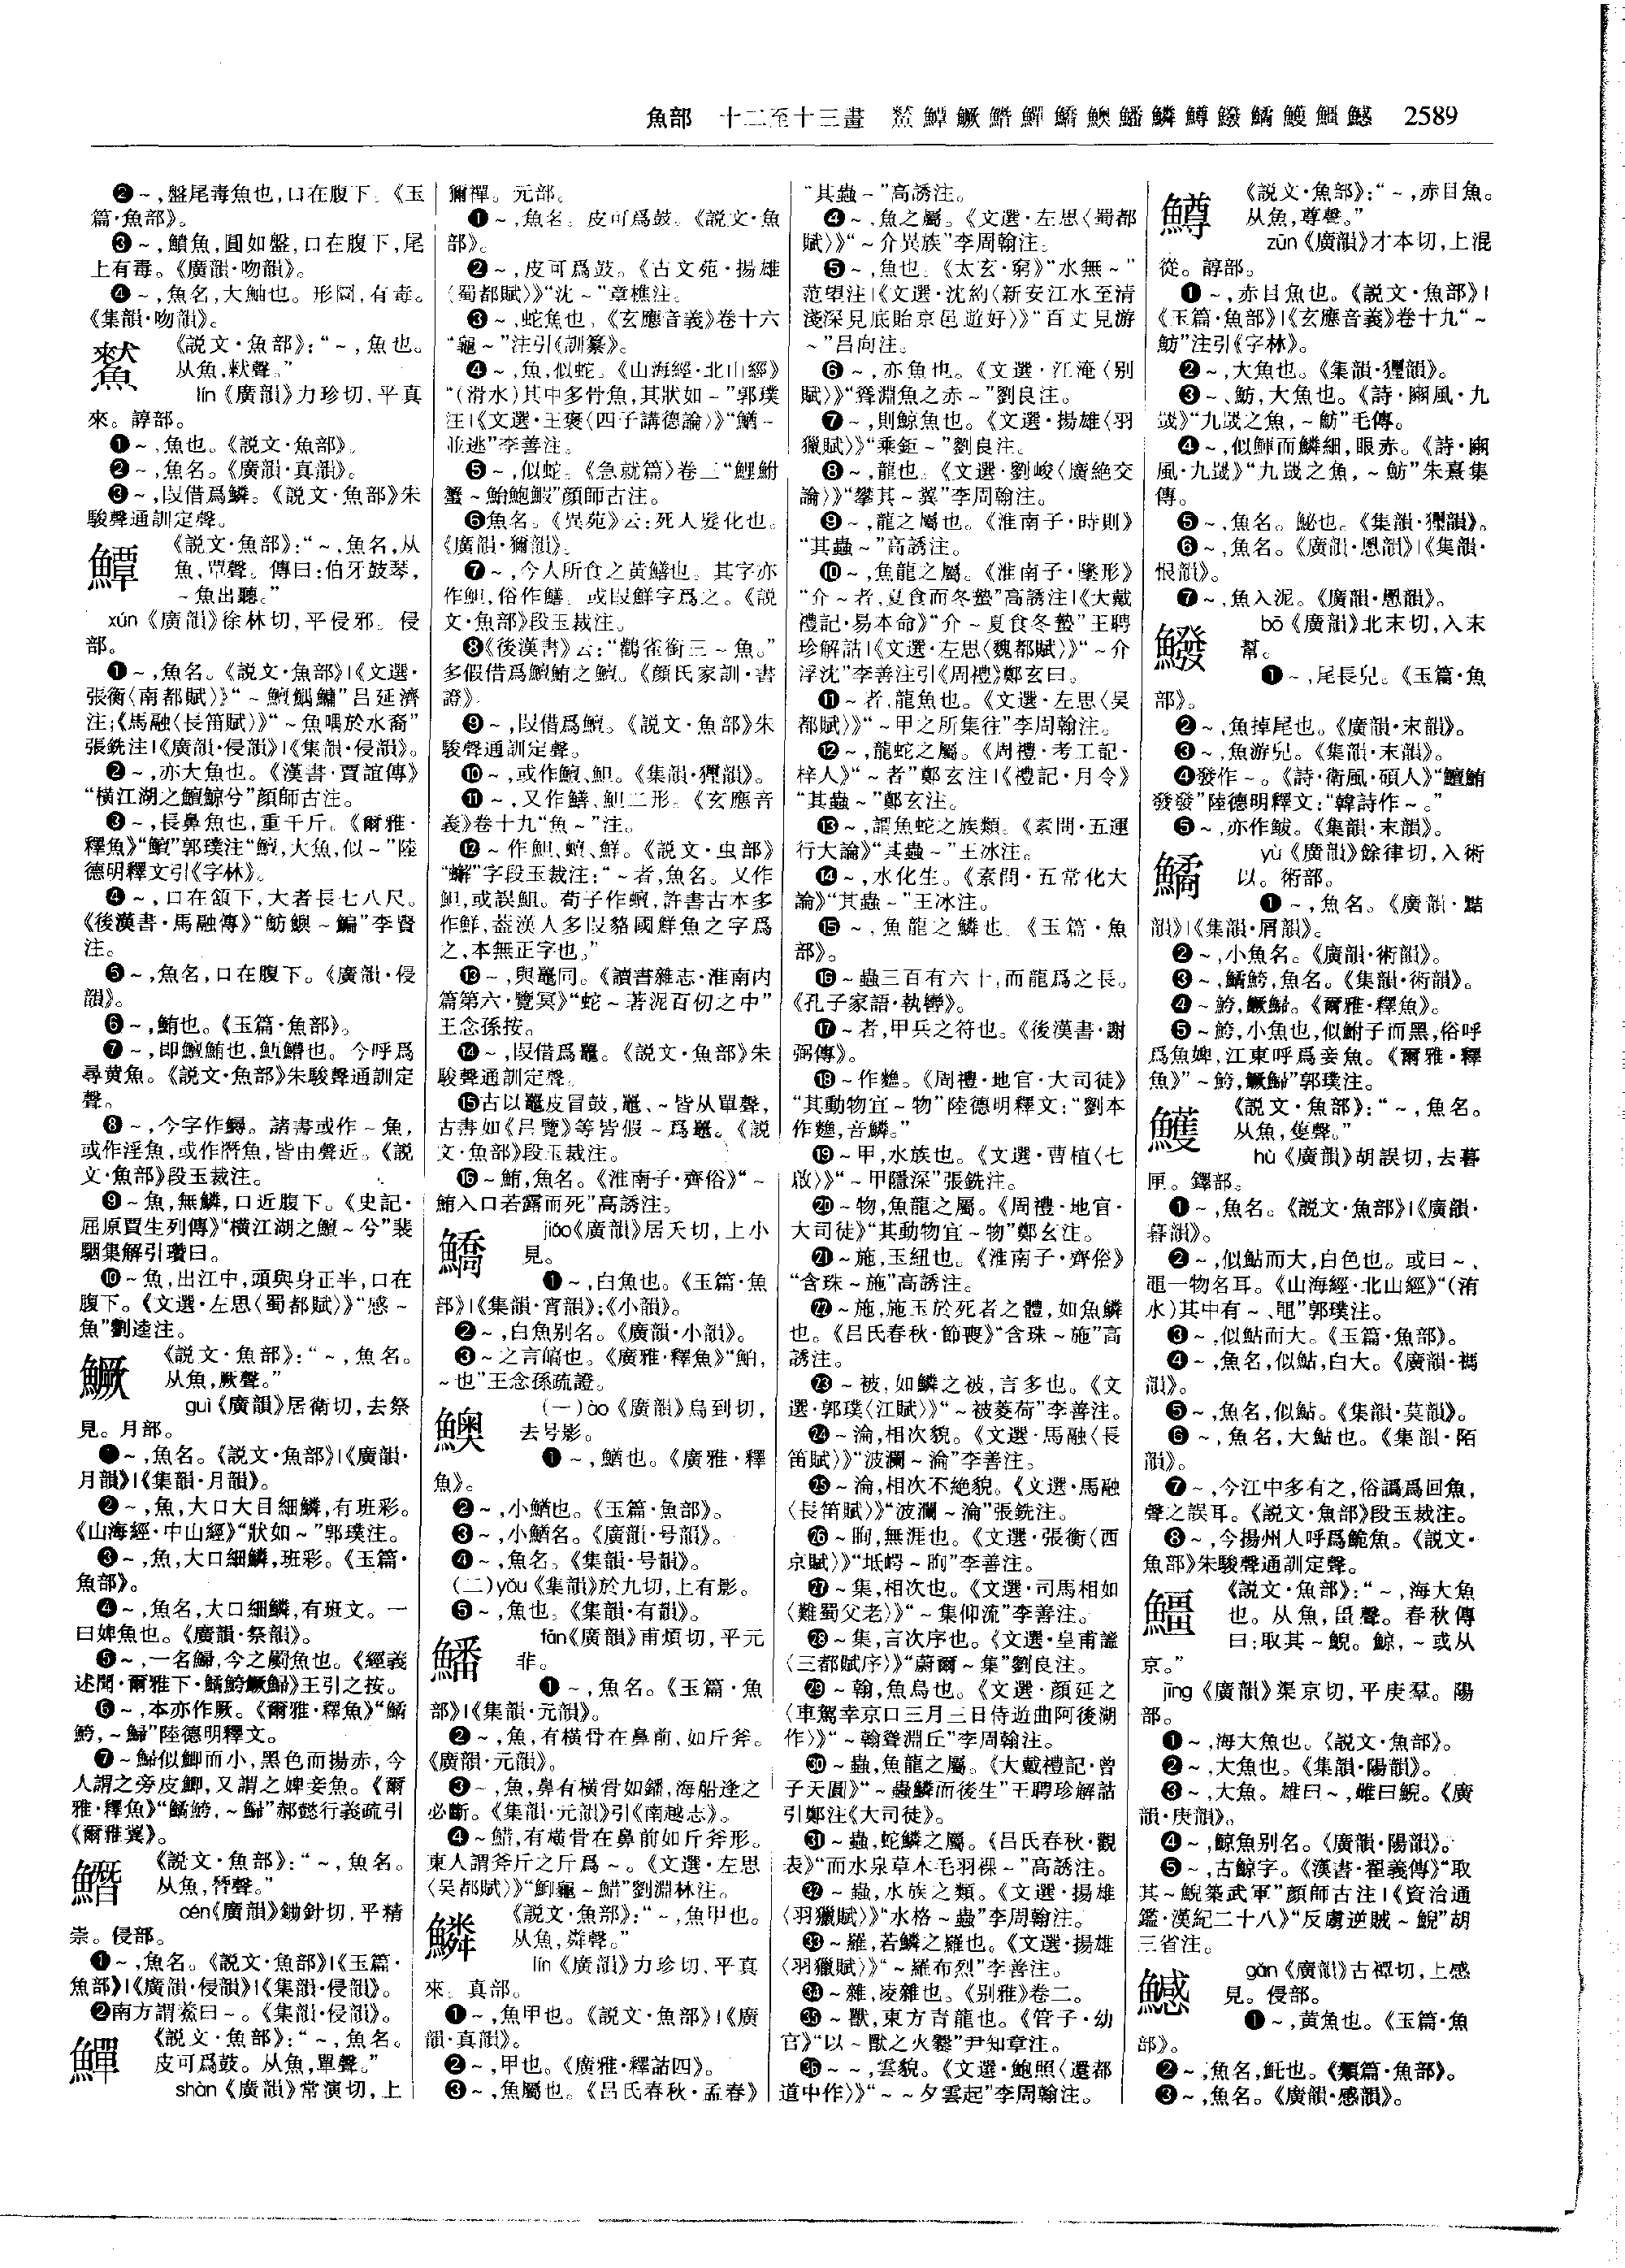 魚部　十二至十三畫　鰲鱏鱖鱛鱓鱎䲐鱕鱗鱒鱍鱊鱯鱷鱤　2589
❷～,盤尾毒魚也,口在腹下。《玉
篇·魚部》。
❸～,鱝魚,圓如盤,口在腹下,尾
上有毒。《廣韻·吻韻》。
❹～,魚名,大鮋也。形圓,有毒。
《集韻·吻韻》。
《説文·魚部》:“～,魚也。
lín《廣韻》力珍切,平真
來。諄部。
❶～,魚也。《説文·魚部》。
❷～,魚名。《廣韻·真韻》。
❸～,叚借爲鱗。《説文·魚部》朱
駿聲通訓定聲。
鱏
《説文·魚部》:“～,魚名,从
魚,覃聲。傳曰:伯牙鼓琴,
～魚出聽。”
xún《廣韻》徐林切,平侵邪。侵
部。
❶～,魚名。《説文·魚部》|《文選·
張衡〈南都賦〉》“～鱣鰅鱅”吕延濟
注;《馬融〈長笛賦〉》“～魚喁於水裔”
張銑注|《廣韻·侵韻》|《集韻·侵韻》。
❷～,亦大魚也。《漢書·賈誼傳》
“横江湖之鱣鯨兮”顔師古注。
❸～,長鼻魚也,重千斤。《爾雅·
釋魚》“鱣”郭璞注“鱣,大魚,似～”陸
德明釋文引《字林》。
❹～,口在頷下,大者長七八尺。
《後漢書·馬融傳》“魴鱮～鯿”李賢
注。
❺～,魚名,口在腹下。《廣韻·侵
韻》。
❻～,鮪也。《玉篇·魚部》。
❼～,即鱣鮪也,魱鱛也。今呼爲
尋黄魚。《説文·魚部》朱駿聲通訓定
聲。
❽～,今字作鱘。諸書或作～魚,
或作淫魚,或作潛魚,皆由聲近。《説
文·魚部》段玉裁注。
❾～魚,無鱗,口近腹下。《史記·
屈原賈生列傳》“横江湖之鱣～兮”裴
駰集解引瓚曰。
❿～魚,出江中,頭與身正半,口在
腹下。《文選·左思〈蜀都賦〉》“感～
魚”劉逵注。
鱖
《説文·魚部》:“～,魚名。
从魚,厥聲。”
guì《廣韻》居衛切,去祭
見。月部。
❶～,魚名。《説文·魚部》|《廣韻·
月韻》|《集韻·月韻》。
❷～,魚,大口大目細鱗,有班彩。
《山海經·中山經》“狀如～”郭璞注。
❸～,魚,大口細鱗,班彩。《玉篇·
魚部》。
❹～,魚名,大口細鱗,有班文。一
曰婢魚也。《廣韻·祭韻》。
❺～,一名鯞,今之鱖魚也。《經義
述聞·爾雅下·鱊鮬鱖鯞》王引之按。
❻～,本亦作厥。《爾雅·釋魚》“鱊
鮬,～鯞”陸德明釋文。
❼～鯞似鯽而小,黑色而揚赤,今
人謂之旁皮鯽,又謂之婢妾魚。《爾
雅·釋魚》“鱊鮬,～鯞”郝懿行義疏引
《爾雅翼》。
鱛
《説文·魚部》:“～,魚名。
从魚,朁聲。”
cén《廣韻》鋤針切,平精
崇。侵部。
❶～,魚名。《説文·魚部》|《玉篇·
魚部》|《廣韻·侵韻》|《集韻·侵韻》。
❷南方謂鮺曰～。《集韻·侵韻》。
鱓
《説文·魚部》:“～,魚名。
皮可爲鼓。从魚,單聲。”
shàn《廣韻》常演切,上
獮禪。元部。
❶～,魚名。皮可爲鼓。《説文·魚
部》。
❷～,皮可爲鼓。《古文苑·揚雄
〈蜀都賦〉》“沈～”章樵注。
❸～,蛇魚也。《玄應音義》卷十六
“龜～”注引《訓纂》。
❹～,魚,似蛇。《山海經·北山經》
“(滑水)其中多滑魚,其狀如～”郭璞
注|《文選·王褒〈四子講德論〉》“鰌～
並逃”李善注。
❺～,似蛇。《急就篇》卷三“鯉鮒
蟹～鮐鮑鰕”顔師古注。
❻魚名。《異苑》云:死人髮化也。
《廣韻·獮韻》。
❼～,今人所食之黄鱔也。其字亦
作䱇,俗作鱔。或叚鮮字爲之。《説
文·魚部》段玉裁注。
❽《後漢書》云:“鸛雀銜三～魚。”
多假借爲鱣鮪之鱣。《顔氏家訓·書
證》。
❾～,叚借爲鱣。《説文·魚部》朱
駿聲通訓定聲。
❿～,或作鱣、䱇。《集韻·獮韻》。
⓫～,又作鱔、䱇二形。《玄應音
義》卷十九“魚～”注。
⓬～作䱇、蟺、鮮。《説文·虫部》
“蠏”字段玉裁注:“～者,魚名。又作
䱇,或誤䱇。荀子作蟺,許書古本多
作鮮,葢漢人多叚貉國鮮魚之字爲
之,本無正字也。”
⓭～,與鼉同。《讀書雜志·淮南内
篇第六·覽冥》“蛇～著泥百仞之中”
王念孫按。
⓮～,叚借爲鼉。《説文·魚部》朱
駿聲通訓定聲。
⓯古以鼉皮冒鼓,鼉、～皆从單聲,
古書如《吕覽》等皆假～爲鼉。《説
文·魚部》段玉裁注。
⓰～鮪,魚名。《淮南子·齊俗》“～
鮪入口若露而死”高誘注。
鱎
jiǎo《廣韻》居夭切,上小
見。
❶～,白魚也。《玉篇·魚
部》|《集韻·宵韻》;《小韻》。
❷～,白魚别名。《廣韻·小韻》。
❸～之言皜也。《廣雅·釋魚》“鮊,
～也”王念孫疏證。
(一)ào《廣韻》烏到切,
去号影。
❶～,鰌也。《廣雅·釋
魚》。
❷～,小鰌也。《玉篇·魚部》。
❸～,小鰌名。《廣韻·号韻》。
❹～,魚名。《集韻·号韻》。
(二)yǒu《集韻》於九切,上有影。
❺～,魚也。《集韻·有韻》。
鱕
fān《廣韻》甫煩切,平元
非。
❶～,魚名。《玉篇·魚
部》|《集韻·元韻》。
❷～,魚,有横骨在鼻前,如斤斧。
《廣韻·元韻》。
❸～,魚,鼻有横骨如鐇,海船逢之
必斷。《集韻·元韻》引《南越志》。
❹～䱜,有横骨在鼻前如斤斧形。
東人謂斧斤之斤爲～。《文選·左思
〈吴都賦〉》“䱇龜～䱜”劉淵林注。
鱗
《説文·魚部》:“～,魚甲也。
从魚,粦聲。”
lín《廣韻》力珍切,平真
來。真部。
❶～,魚甲也。《説文·魚部》|《廣
韻·真韻》。
❷～,甲也。《廣雅·釋詁四》。
❸～,魚屬也。《吕氏春秋·孟春》
“其蟲～”高誘注。
❹～,魚之屬。《文選·左思〈蜀都
賦〉》“～介異族”李周翰注。
❺～,魚也。《太玄·窮》“水無～”
范望注|《文選·沈約〈新安江水至清
淺深見底貽京邑遊好〉》“百丈見游
～”吕向注。
❻～,亦魚也。《文選·江淹〈别
賦〉》“聳淵魚之赤～”劉良注。
❼～,則鯨魚也。《文選·揚雄〈羽
獵賦〉》“乘鉅～”劉良注。
❽～,龍也。《文選·劉峻〈廣絶交
論〉》“攀其～翼”李周翰注。
❾～,龍之屬也。《淮南子·時則》
“其蟲～”高誘注。
❿～,魚龍之屬。《淮南子·墬形》
“介～者,夏食而冬蟄”高誘注|《大戴
禮記·易本命》“介～夏食冬蟄”王聘
珍解詁|《文選·左思〈魏都賦〉》“～介
浮沈”李善注引《周禮》鄭玄曰。
⓫～者,龍魚也。《文選·左思〈吴
都賦〉》“～甲之所集往”李周翰注。
⓬～,龍蛇之屬。《周禮·考工記·
梓人》“～者”鄭玄注|《禮記·月令》
“其蟲～”鄭玄注。
⓭～,謂魚蛇之族類。《素問·五運
行大論》“其蟲～”王冰注。
⓮～,水化生。《素問·五常化大
論》“其蟲～”王冰注。
⓯～,魚龍之鱗也。《玉篇·魚
部》。
⓰～蟲三百有六十,而龍爲之長。
《孔子家語·執轡》。
⓱～者,甲兵之符也。《後漢書·謝
弼傳》。
⓲～作䚏。《周禮·地官·大司徒》
“其動物宜～物”陸德明釋文:“劉本
作䚏,音鱗。”
⓳～甲,水族也。《文選·曹植〈七
啟〉》“～甲隱深”張銑注。
⓴～物,魚龍之屬。《周禮·地官·
大司徒》“其動物宜～物”鄭玄注。
㉑～施,玉紐也。《淮南子·齊俗》
“含珠～施”高誘注。
㉒～施,施玉於死者之體,如魚鱗
也。《吕氏春秋·節喪》“含珠～施”高
誘注。
㉓～被,如鱗之被,言多也。《文
選·郭璞〈江賦〉》“～被菱荷”李善注。
㉔～淪,相次貌。《文選·馬融〈長
笛賦〉》“波瀾～淪”李善注。
㉕～淪,相次不絶貌。《文選·馬融
〈長笛賦〉》“波瀾～淪”張銑注。
㉖～眴,無涯也。《文選·張衡〈西
京賦〉》“坻崿～眴”李善注。
㉗～集,相次也。《文選·司馬相如
〈難蜀父老〉》“～集仰流”李善注。
㉘～集,言次序也。《文選·皇甫謐
〈三都賦序〉》“蔚爾～集”劉良注。
㉙～翰,魚鳥也。《文選·顔延之
〈車駕幸京口三月三日侍遊曲阿後湖
作〉》“～翰聳淵丘”李周翰注。
㉚～蟲,魚龍之屬。《大戴禮記·曾
子天圓》“～蟲鱗而後生”王聘珍解詁
引鄭注《大司徒》。
㉛～蟲,蛇鱗之屬。《吕氏春秋·觀
表》“而水泉草木毛羽裸～”高誘注。
㉜～蟲,水族之類。《文選·揚雄
〈羽獵賦〉》“水格～蟲”李周翰注。
㉝～羅,若鱗之羅也。《文選·揚雄
〈羽獵賦〉》“～羅布烈”李善注。
㉞～雜,凌雜也。《别雅》卷二。
㉟～獸,東方青龍也。《管子·幼
官》“以～獸之火爨”尹知章注。
㊱～～,雲貌。《文選·鮑照〈還都
道中作〉》“～～夕雲起”李周翰注。
鱒
《説文·魚部》:“～,赤目魚。
从魚,尊聲。”
zūn《廣韻》才本切,上混
從。諄部。
❶～,赤目魚也。《説文·魚部》|
《玉篇·魚部》|《玄應音義》卷十九“～
魴”注引《字林》。
❷～,大魚也。《集韻·𤟤韻》。
❸～、魴,大魚也。《詩·豳風·九
罭》“九罭之魚,～魴”毛傳。
❹～,似鯶而鱗細,眼赤。《詩·豳
風·九罭》“九罭之魚,～魴”朱熹集
傳。
❺～,魚名。鮅也。《集韻·𤟤韻》。
❻～,魚名。《廣韻·恩韻》|《集韻·
恨韻》。
❼～,魚入泥。《廣韻·慁韻》。
鱍
bō《廣韻》北末切,入末
幫。
❶～,尾長皃。《玉篇·魚
部》。
❷～,魚掉尾也。《廣韻·末韻》。
❸～,魚游皃。《集韻·末韻》。
❹發作～。《詩·衛風·碩人》“鱣鮪
發發”陸德明釋文:“韓詩作～。”
❺～,亦作鮁。《集韻·末韻》。
鱊
yù《廣韻》餘律切,入術
以。術部。
❶～,魚名。《廣韻·黠
韻》|《集韻·屑韻》。
❷～,小魚名。《廣韻·術韻》。
❸～,鱊鮬,魚名。《集韻·術韻》。
❹～鮬,鱖鯞。《爾雅·釋魚》。
❺～鮬,小魚也,似鮒子而黑,俗呼
爲魚婢,江東呼爲妾魚。《爾雅·釋
魚》“～鮬,鱖鯞”郭璞注。
鱯
《説文·魚部》:“～,魚名。
从魚,蒦聲。”
hù《廣韻》胡誤切,去暮
匣。鐸部。
❶～,魚名。《説文·魚部》|《廣韻·
暮韻》。
❷～,似鮎而大,白色也。或曰～、
黽一物名耳。《山海經·北山經》“(洧
水)其中有～、黽”郭璞注。
❸～,似鮎而大。《玉篇·魚部》。
❹～,魚名,似鮎,白大。《廣韻·禡
韻》。
❺～,魚名,似鮎。《集韻·莫韻》。
❻～,魚名,大鮎也。《集韻·陌
韻》。
❼～,今江中多有之,俗譌爲回魚,
聲之誤耳。《説文·魚部》段玉裁注。
❽～,今揚州人呼爲鮠魚。《説文·
魚部》朱駿聲通訓定聲。
䲔
《説文·魚部》:“～,海大魚
也。从魚,畺聲。春秋傳
曰:取其～鯢。鯨,～或从
京。”
jīng《廣韻》渠京切,平庚羣。陽
部。
❶～,海大魚也。《説文·魚部》。
❷～,大魚也。《集韻·陽韻》。
❸～,大魚。雄曰～,雌曰鯢。《廣
韻·庚韻》。
❹～,鯨魚别名。《廣韻·陽韻》。
❺～,古鯨字。《漢書·翟義傳》“取
其～鯢築武軍”顔師古注|《資治通
鑑·漢紀二十八》“反虜逆賊～鯢”胡
三省注。
鱤
gǎn《廣韻》古禫切,上感
見。侵部。
❶～,黄魚也。《玉篇·魚
部》。
❷～,魚名,魠也。《類篇·魚部》。
❸～,魚名。《廣韻·感韻》。